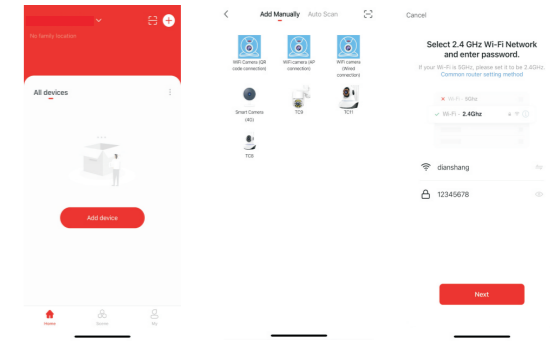 No family location
All devices
Add device
Home
Scene
My
Add Manually Auto Scan
WiFi Camera (QR code connection)
WiFi camera (AP connection)
WiFi camera (Wired connection)
Smart Camera (4G)
TC9
TC11
TC6
Cancel
Select 2.4 GHz Wi-Fi Network
and enter password.
If your Wi-Fi is 5GHz, please set it to be 2.4GHz.
Common router setting method
Wi-Fi - 5Ghz
Wi-Fi - 2.4Ghz
dianshang
12345678
Next